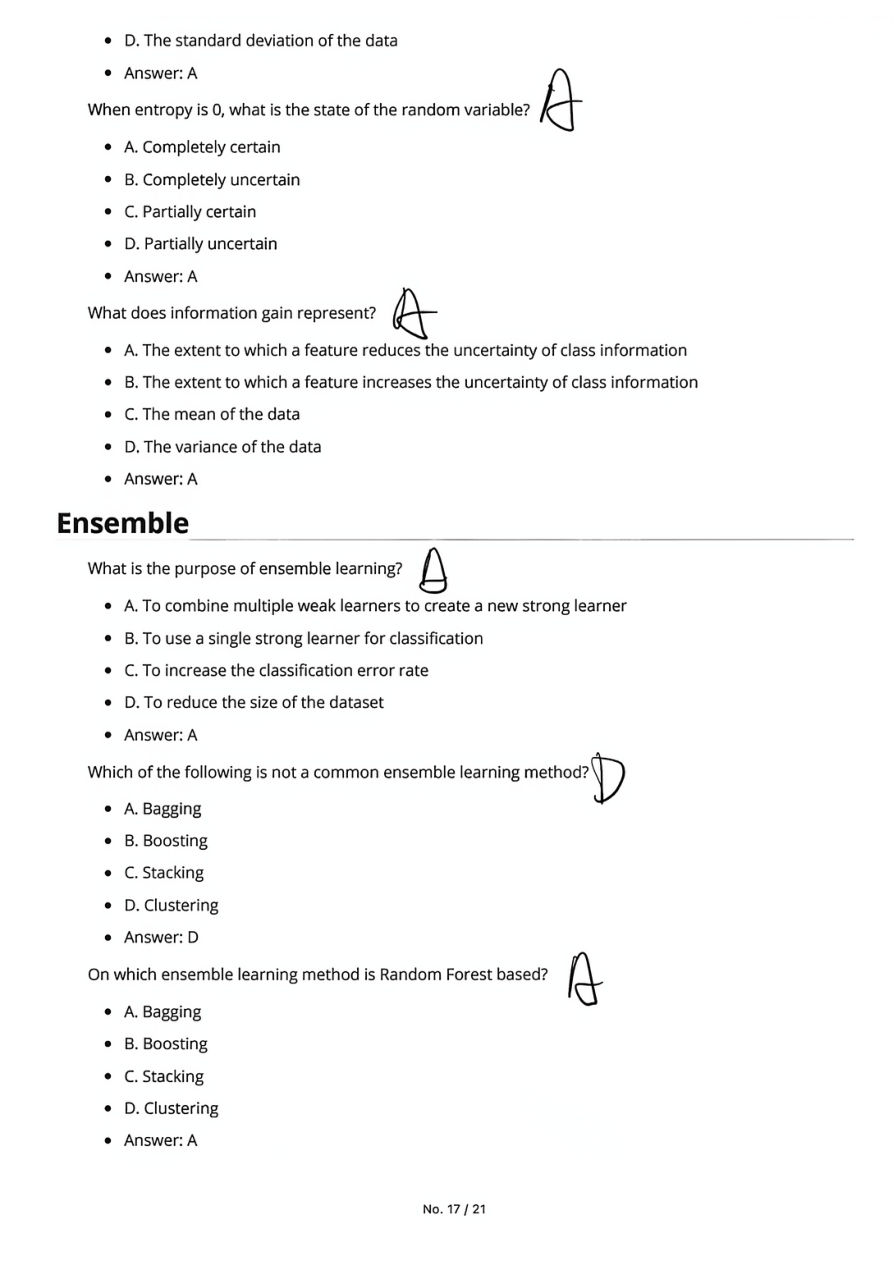 • D. The standard deviation of the data
• Answer: A
When entropy is 0, what is the state of the random variable? A
• A. Completely certain
• B. Completely uncertain
• C. Partially certain
• D. Partially uncertain
• Answer: A
What does information gain represent? A
• A. The extent to which a feature reduces the uncertainty of class information
• B. The extent to which a feature increases the uncertainty of class information
• C. The mean of the data
• D. The variance of the data
• Answer: A
Ensemble
What is the purpose of ensemble learning? A
• A. To combine multiple weak learners to create a new strong learner
• B. To use a single strong learner for classification
• C. To increase the classification error rate
• D. To reduce the size of the dataset
• Answer: A
Which of the following is not a common ensemble learning method? D
• A. Bagging
• B. Boosting
• C. Stacking
• D. Clustering
• Answer: D
On which ensemble learning method is Random Forest based? A
• A. Bagging
• B. Boosting
• C. Stacking
• D. Clustering
• Answer: A
No. 17 / 21